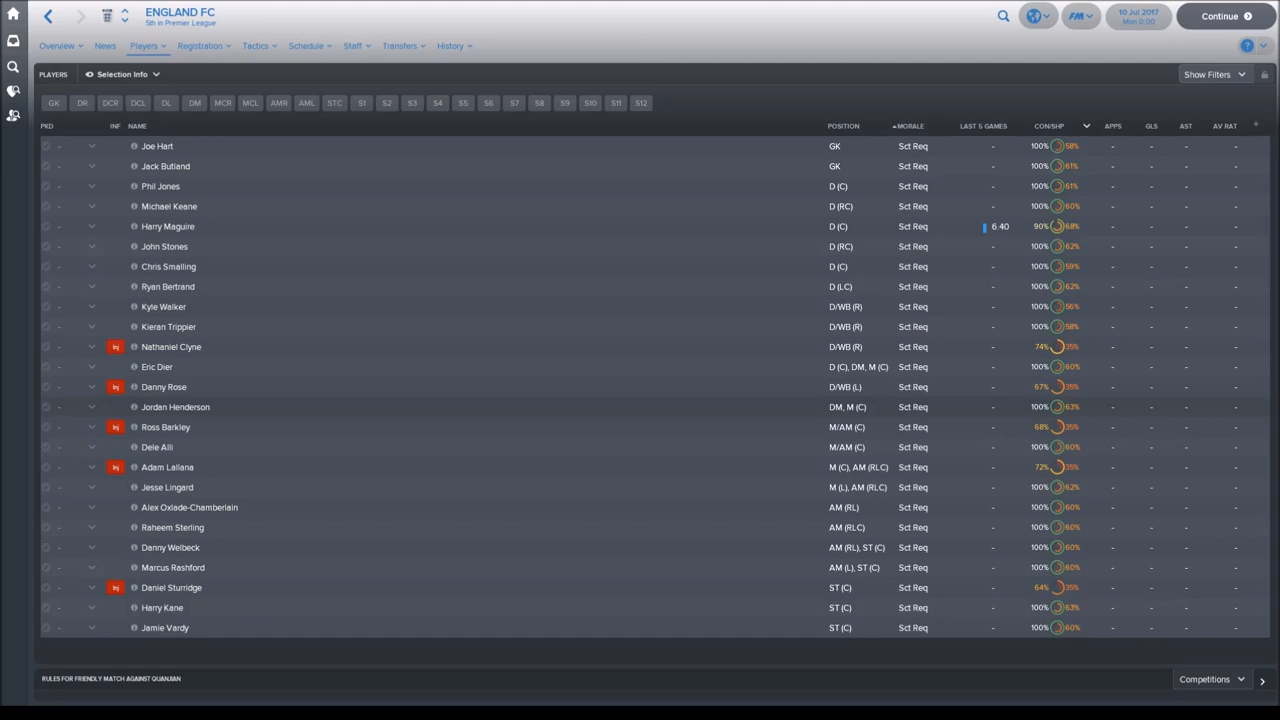 ENGLAND FC
5th in Premier League
FM
10 Jul 2017
Mon 0:00
Continue
Overview News Players Registration Tactics Schedule Staff Transfers History
?
PLAYERS Selection Info Show Filters
GK DR DCR DCL DL DM MCR MCL AMR AML STC S1 S2 S3 S4 S5 S6 S7 S8 S9 S10 S11 S12
PKD INF NAME POSITION MORALE LAST 5 GAMES CON/SHP APPS GLS AST AV RAT +
- Joe Hart GK Sct Req - 100% 58% - - - -
- Jack Butland GK Sct Req - 100% 61% - - - -
- Phil Jones D (C) Sct Req - 100% 61% - - - -
- Michael Keane D (RC) Sct Req - 100% 60% - - - -
- Harry Maguire D (C) Sct Req 6.40 90% 68% - - - -
- John Stones D (RC) Sct Req - 100% 62% - - - -
- Chris Smalling D (C) Sct Req - 100% 59% - - - -
- Ryan Bertrand D (LC) Sct Req - 100% 62% - - - -
- Kyle Walker D/WB (R) Sct Req - 100% 56% - - - -
- Kieran Trippier D/WB (R) Sct Req - 100% 58% - - - -
- Inj Nathaniel Clyne D/WB (R) Sct Req - 74% 35% - - - -
- Eric Dier D (C), DM, M (C) Sct Req - 100% 60% - - - -
- Inj Danny Rose D/WB (L) Sct Req - 67% 35% - - - -
- Jordan Henderson DM, M (C) Sct Req - 100% 63% - - - -
- Inj Ross Barkley M/AM (C) Sct Req - 68% 35% - - - -
- Dele Alli M/AM (C) Sct Req - 100% 60% - - - -
- Inj Adam Lallana M (C), AM (RLC) Sct Req - 72% 35% - - - -
- Jesse Lingard M (L), AM (RLC) Sct Req - 100% 62% - - - -
- Alex Oxlade-Chamberlain AM (RL) Sct Req - 100% 60% - - - -
- Raheem Sterling AM (RLC) Sct Req - 100% 60% - - - -
- Danny Welbeck AM (RL), ST (C) Sct Req - 100% 60% - - - -
- Marcus Rashford AM (L), ST (C) Sct Req - 100% 60% - - - -
- Inj Daniel Sturridge ST (C) Sct Req - 64% 35% - - - -
- Harry Kane ST (C) Sct Req - 100% 63% - - - -
- Jamie Vardy ST (C) Sct Req - 100% 60% - - - -
RULES FOR FRIENDLY MATCH AGAINST QUANJIAN Competitions